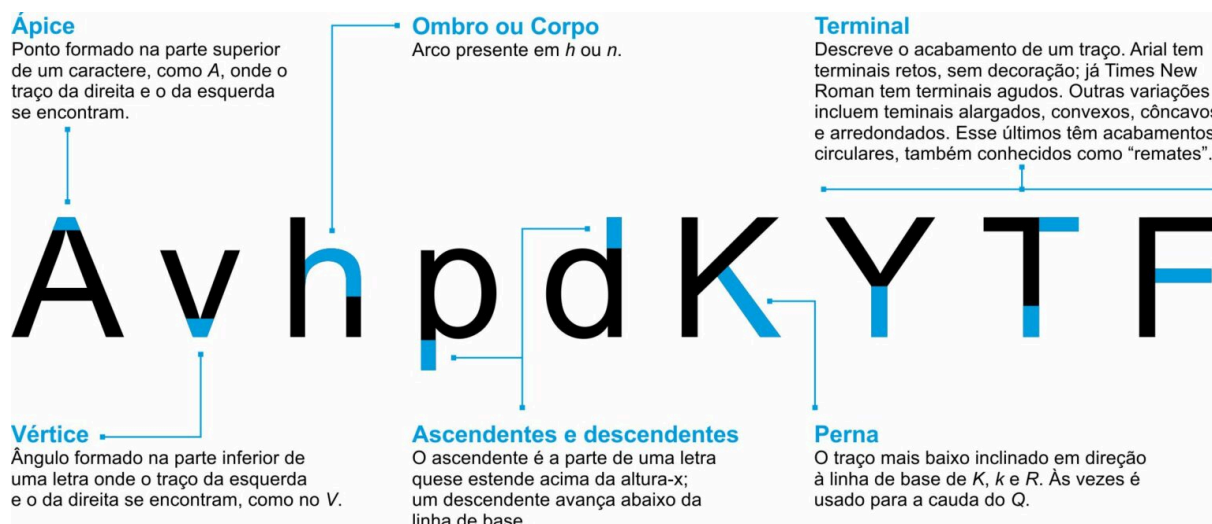 Ápice
Ponto formado na parte superior
de um caractere, como A, onde o
traço da direita e o da esquerda
se encontram.
Ombro ou Corpo
Arco presente em h ou n.
Terminal
Descreve o acabamento de um traço. Arial tem
terminais retos, sem decoração; já Times New
Roman tem terminais agudos. Outras variações
incluem teminais alargados, convexos, côncavos
e arredondados. Esse últimos têm acabamentos
circulares, também conhecidos como “remates”.
A v h p d K Y T F
Vértice
Ângulo formado na parte inferior de
uma letra onde o traço da esquerda
e o da direita se encontram, como no V.
Ascendentes e descendentes
O ascendente é a parte de uma letra
quese estende acima da altura-x;
um descendente avança abaixo da
linha de base
Perna
O traço mais baixo inclinado em direção
à linha de base de K, k e R. Às vezes é
usado para a cauda do Q.